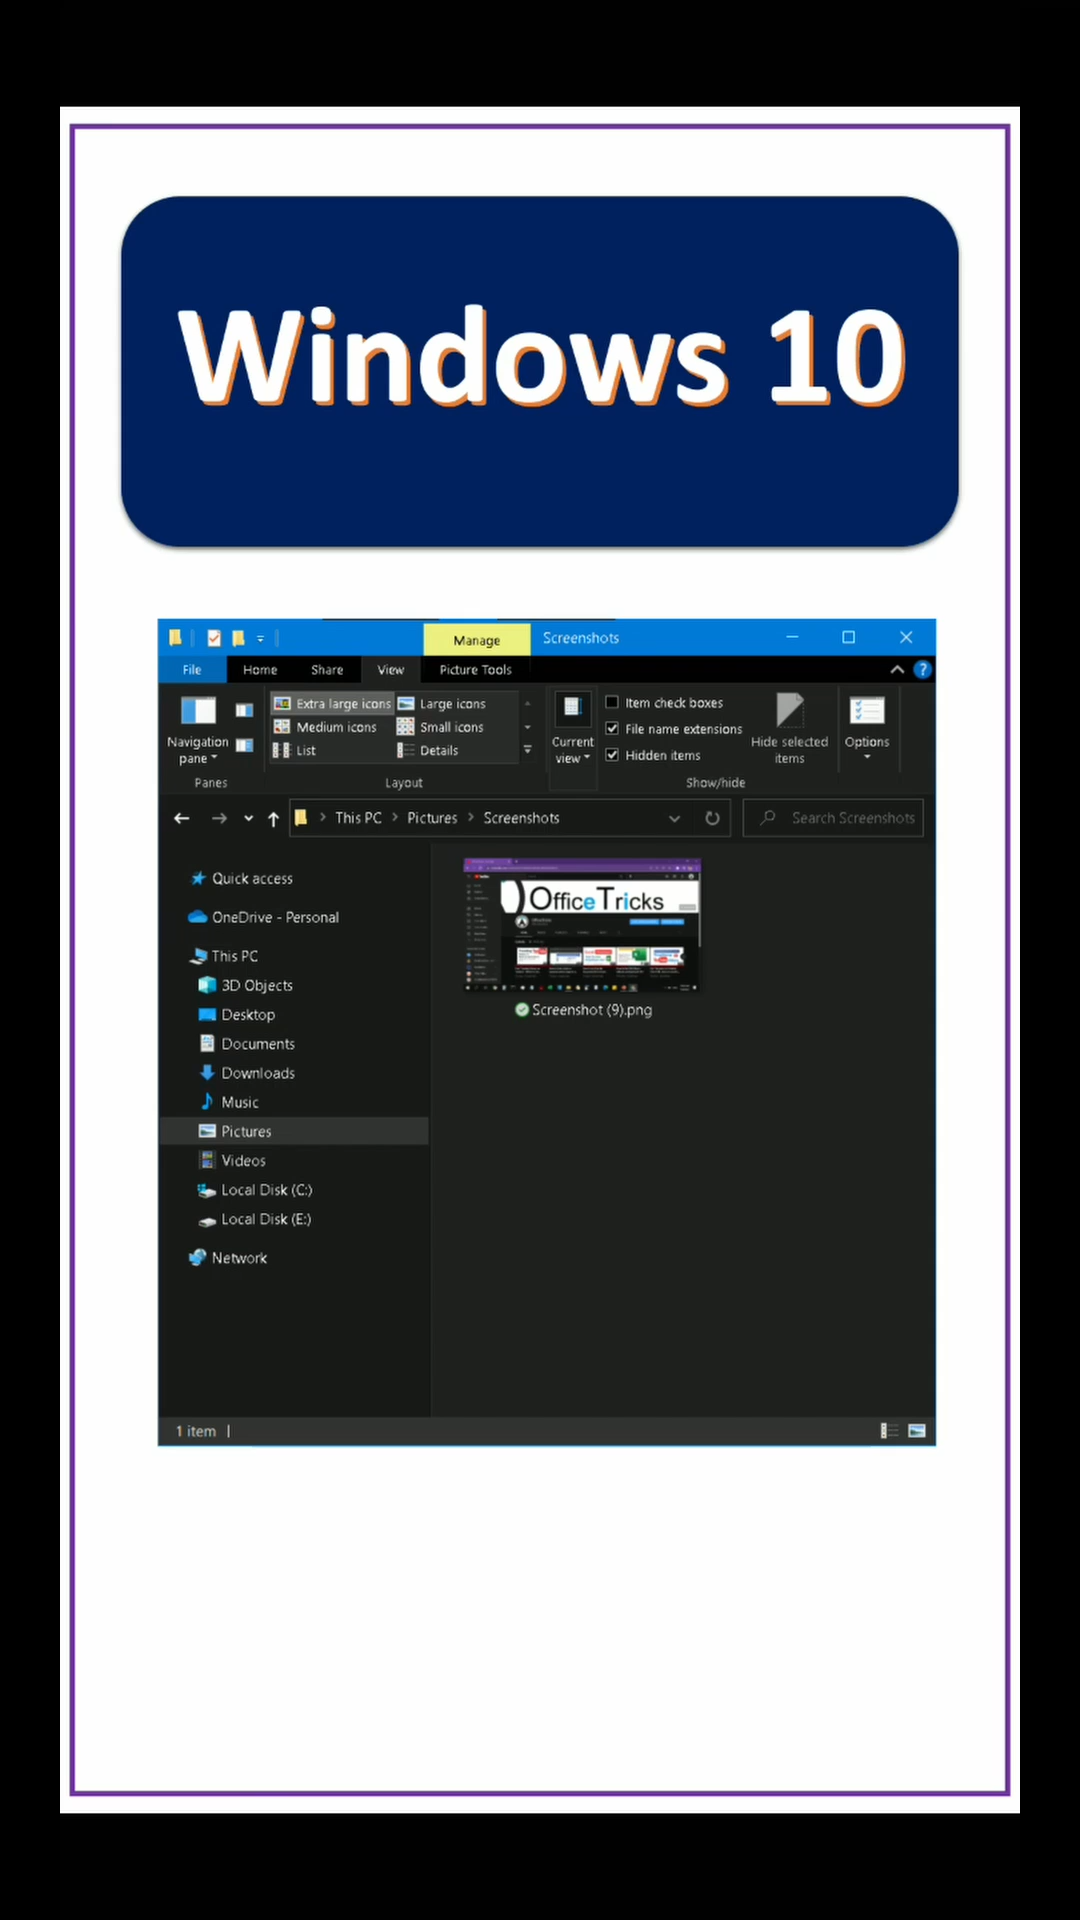 Windows 10
Manage Screenshots
File Home Share View Picture Tools
Navigation pane
Panes
Extra large icons Large icons
Medium icons Small icons
List Details
Layout
Current view
Item check boxes
File name extensions
Hidden items
Hide selected items
Show/hide
Options
This PC Pictures Screenshots
Search Screenshots
Quick access
OneDrive - Personal
This PC
3D Objects
Desktop
Documents
Downloads
Music
Pictures
Videos
Local Disk (C:)
Local Disk (E:)
Network
OfficeTricks
Screenshot (9).png
1 item